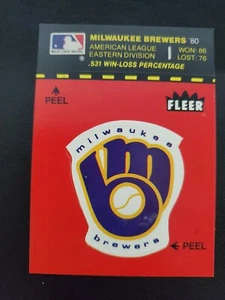 MILWAUKEE BREWERS '80
AMERICAN LEAGUE
EASTERN DIVISION
WON: 86
LOST: 76
.531 WIN-LOSS PERCENTAGE
PEEL
FLEER
milwaukee
mb
brewers
PEEL